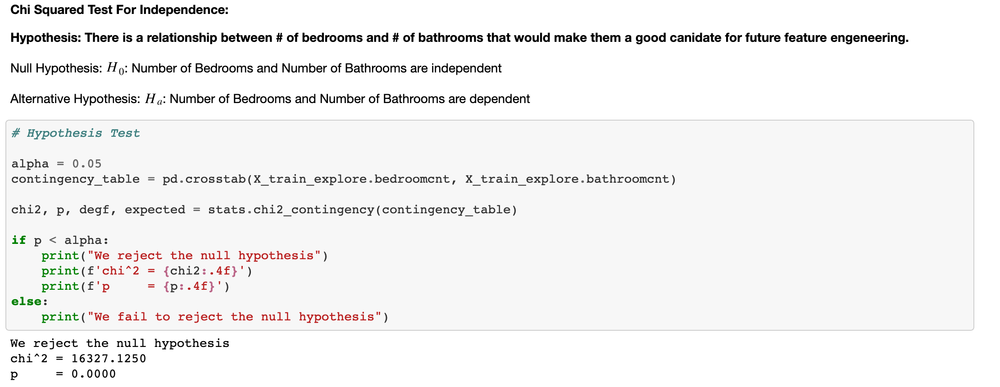 Chi Squared Test For Independence:
Hypothesis: There is a relationship between # of bedrooms and # of bathrooms that would make them a good canidate for future feature engeneering.
Null Hypothesis: H0: Number of Bedrooms and Number of Bathrooms are independent
Alternative Hypothesis: Ha: Number of Bedrooms and Number of Bathrooms are dependent
# Hypothesis Test
alpha = 0.05
contingency_table = pd.crosstab(X_train_explore.bedroomcnt, X_train_explore.bathroomcnt)
chi2, p, degf, expected = stats.chi2_contingency(contingency_table)
if p < alpha:
    print("We reject the null hypothesis")
    print(f'chi^2 = {chi2:.4f}')
    print(f'p     = {p:.4f}')
else:
    print("We fail to reject the null hypothesis")
We reject the null hypothesis
chi^2 = 16327.1250
p     = 0.0000